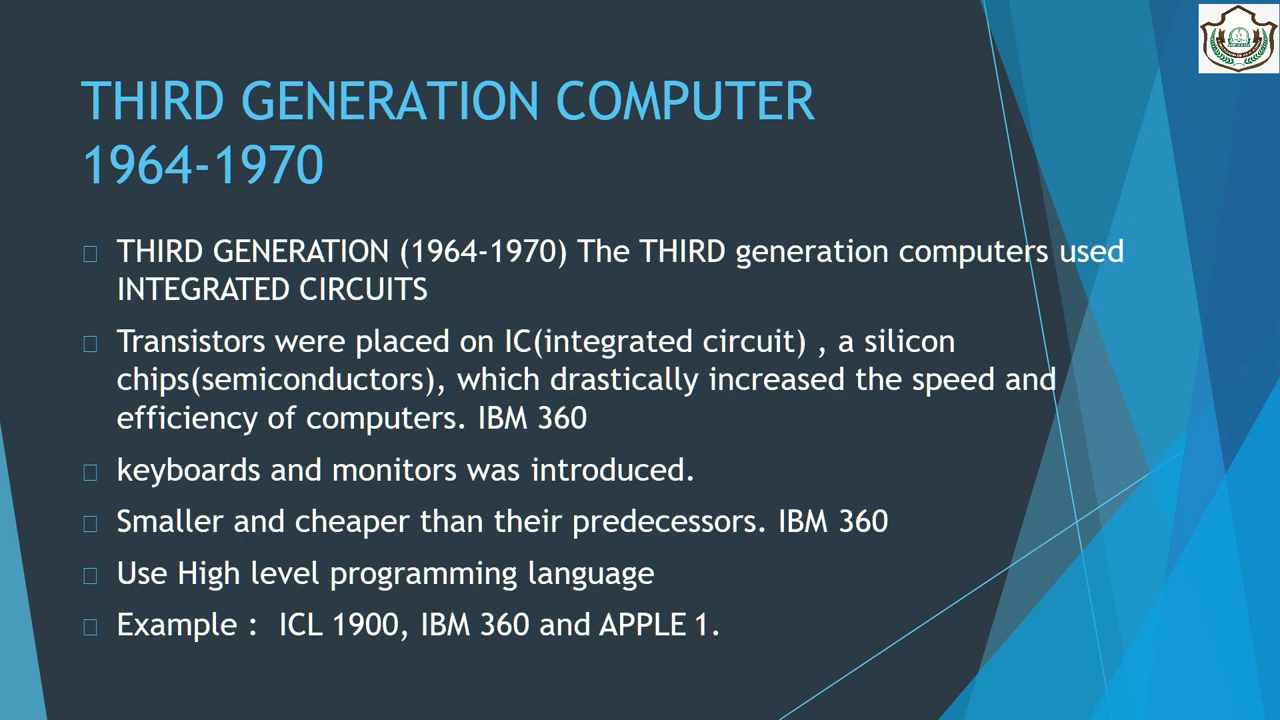 THIRD GENERATION COMPUTER
1964-1970
THIRD GENERATION (1964-1970) The THIRD generation computers used
INTEGRATED CIRCUITS
Transistors were placed on IC(integrated circuit) , a silicon
chips(semiconductors), which drastically increased the speed and
efficiency of computers. IBM 360
keyboards and monitors was introduced.
Smaller and cheaper than their predecessors. IBM 360
Use High level programming language
Example :  ICL 1900, IBM 360 and APPLE 1.